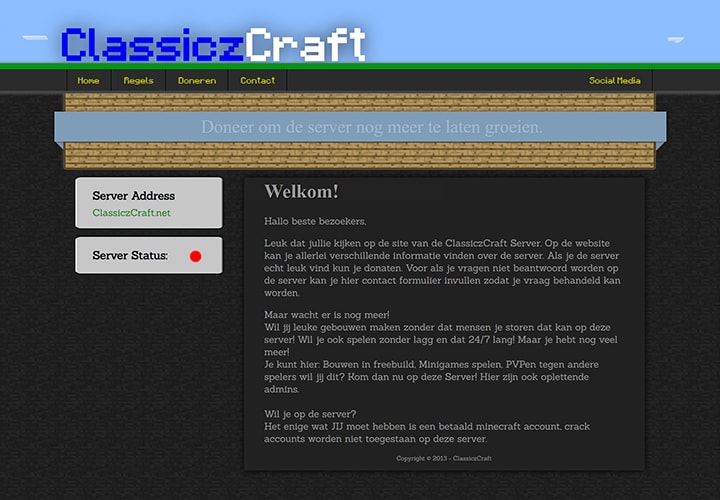 ClassiczCraft
Home Regels Doneren Contact Social Media
Doneer om de server nog meer te laten groeien.
Server Address
ClassiczCraft.net
Server Status:
Welkom!
Hallo beste bezoekers,
Leuk dat jullie kijken op de site van de ClassiczCraft Server. Op de website
kan je allerlei verschillende informatie vinden over de server. Als je de server
echt leuk vind kun je donaten. Voor als je vragen niet beantwoord worden op
de server kan je hier contact formulier invullen zodat je vraag behandeld kan
worden.
Maar wacht er is nog meer!
Wil jij leuke gebouwen maken zonder dat mensen je storen dat kan op deze
server! Wil je ook spelen zonder lagg en dat 24/7 lang! Maar je hebt nog veel
meer!
Je kunt hier: Bouwen in freebuild, Minigames spelen, PVPen tegen andere
spelers wil jij dit? Kom dan nu op deze Server! Hier zijn ook oplettende
admins.
Wil je op de server?
Het enige wat JIJ moet hebben is een betaald minecraft account, crack
accounts worden niet toegestaan op deze server.
Copyright © 2013 - ClassiczCraft